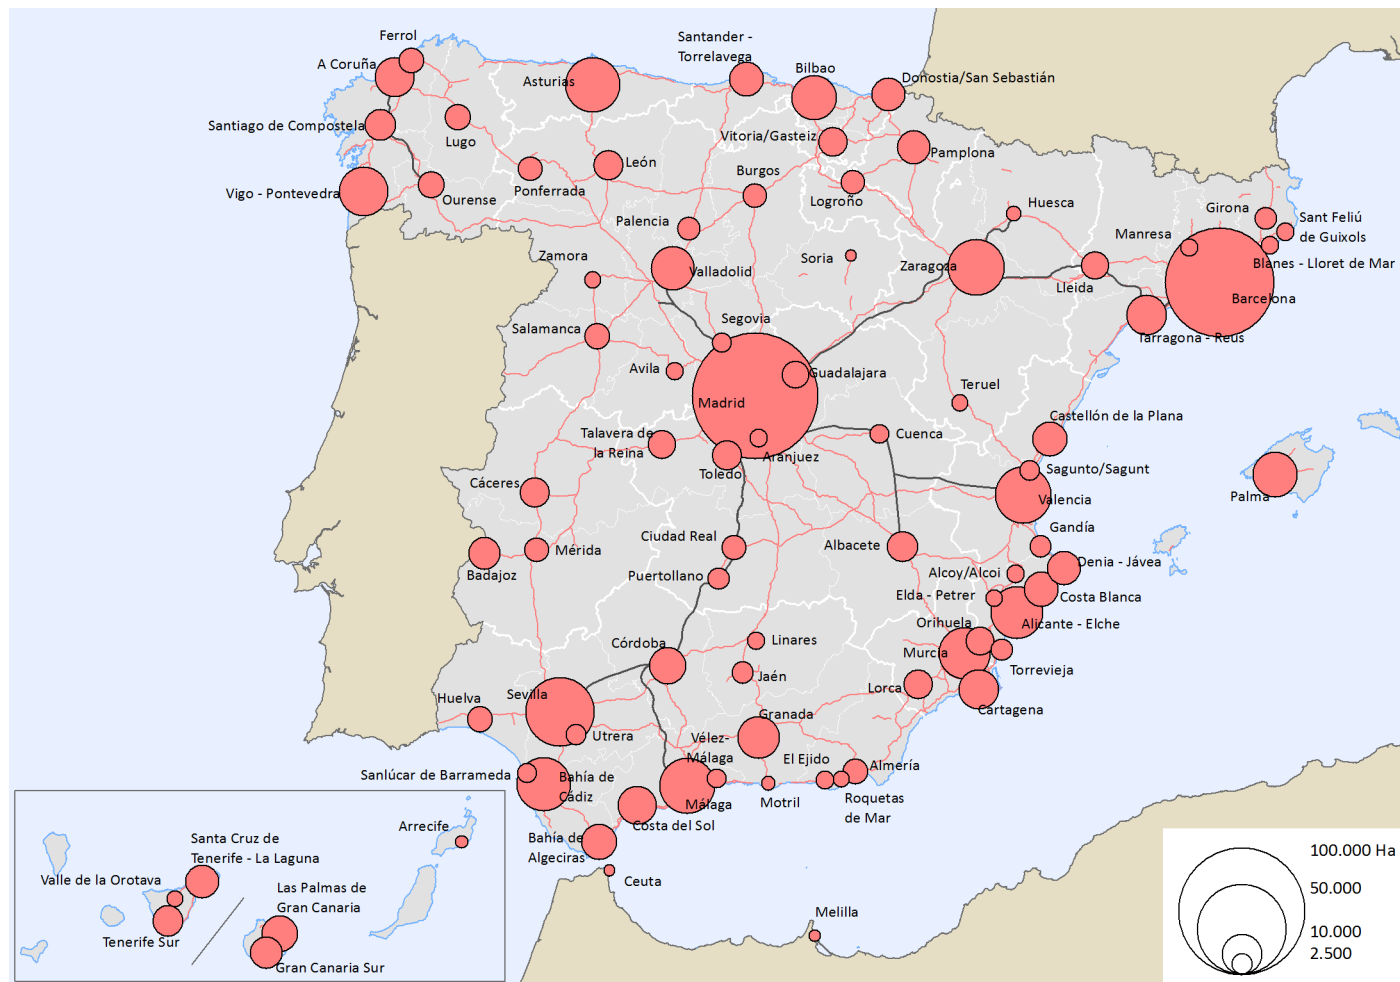 Ferrol
A Coruña
Santander -
Torrelavega
Bilbao
Donostia/San Sebastián
Asturias
Santiago de Compostela
Lugo
Vitoria/Gasteiz
Pamplona
León
Ponferrada
Burgos
Logroño
Vigo - Pontevedra
Ourense
Huesca
Girona
Sant Feliú
de Guixols
Palencia
Manresa
Zamora
Valladolid
Soria
Zaragoza
Lleida
Blanes - Lloret de Mar
Barcelona
Segovia
Salamanca
Tarragona - Reus
Avila
Guadalajara
Teruel
Madrid
Castellón de la Plana
Talavera de
la Reina
Cuenca
Aranjuez
Toledo
Sagunto/Sagunt
Cáceres
Valencia
Palma
Gandía
Ciudad Real
Albacete
Mérida
Badajoz
Denia - Jávea
Puertollano
Alcoy/Alcoi
Elda - Petrer
Costa Blanca
Orihuela
Alicante - Elche
Linares
Córdoba
Murcia
Torrevieja
Jaén
Lorca
Huelva
Sevilla
Cartagena
Granada
Utrera
Vélez-
Málaga
El Ejido
Almería
Sanlúcar de Barrameda
Bahía de
Cádiz
Málaga
Motril
Roquetas
de Mar
Costa del Sol
Bahía de
Algeciras
Ceuta
Melilla
Arrecife
Santa Cruz de
Tenerife - La Laguna
Valle de la Orotava
Las Palmas de
Gran Canaria
Tenerife Sur
Gran Canaria Sur
100.000 Ha
50.000
10.000
2.500